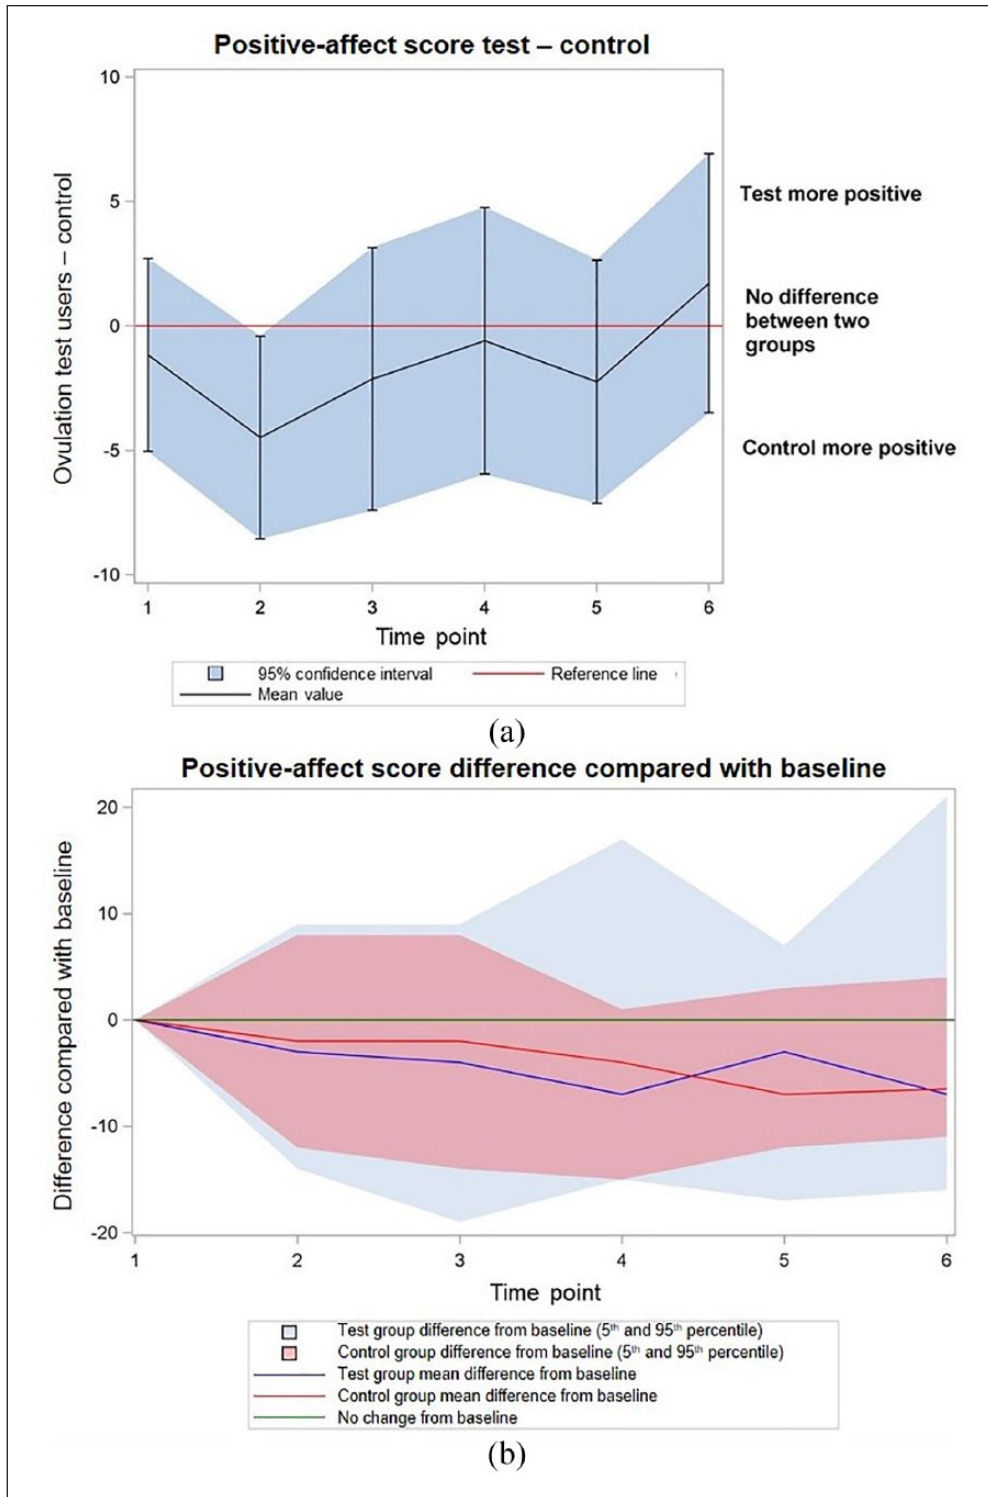 Positive-affect score test – control
Ovulation test users – control
10
5
0
-5
-10
Test more positive
No difference
between two
groups
Control more positive
1 2 3 4 5 6
Time point
95% confidence interval Reference line
Mean value
(a)
Positive-affect score difference compared with baseline
Difference compared with baseline
20
10
0
-10
-20
1 2 3 4 5 6
Time point
Test group difference from baseline (5th and 95th percentile)
Control group difference from baseline (5th and 95th percentile)
Test group mean difference from baseline
Control group mean difference from baseline
No change from baseline
(b)